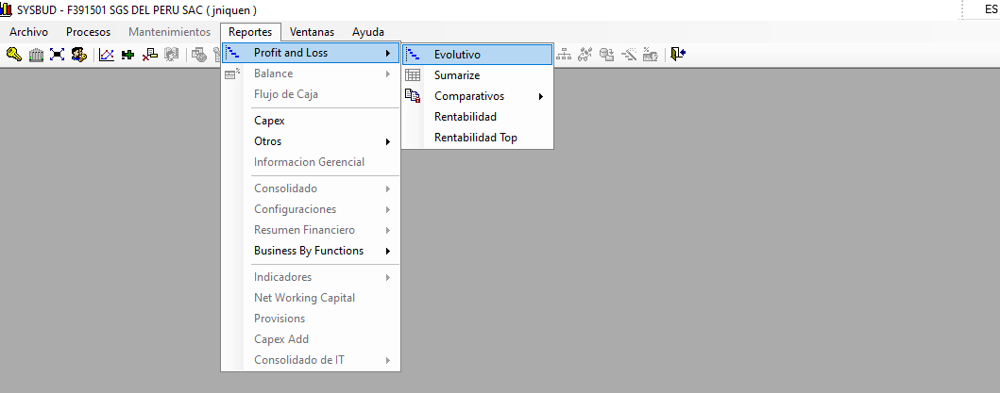 SYSBUD - F391501 SGS DEL PERU SAC ( jniquen )
ES
Archivo Procesos Mantenimientos Reportes Ventanas Ayuda
Profit and Loss
Balance
Flujo de Caja
Capex
Otros
Informacion Gerencial
Consolidado
Configuraciones
Resumen Financiero
Business By Functions
Indicadores
Net Working Capital
Provisions
Capex Add
Consolidado de IT
Evolutivo
Sumarize
Comparativos
Rentabilidad
Rentabilidad Top